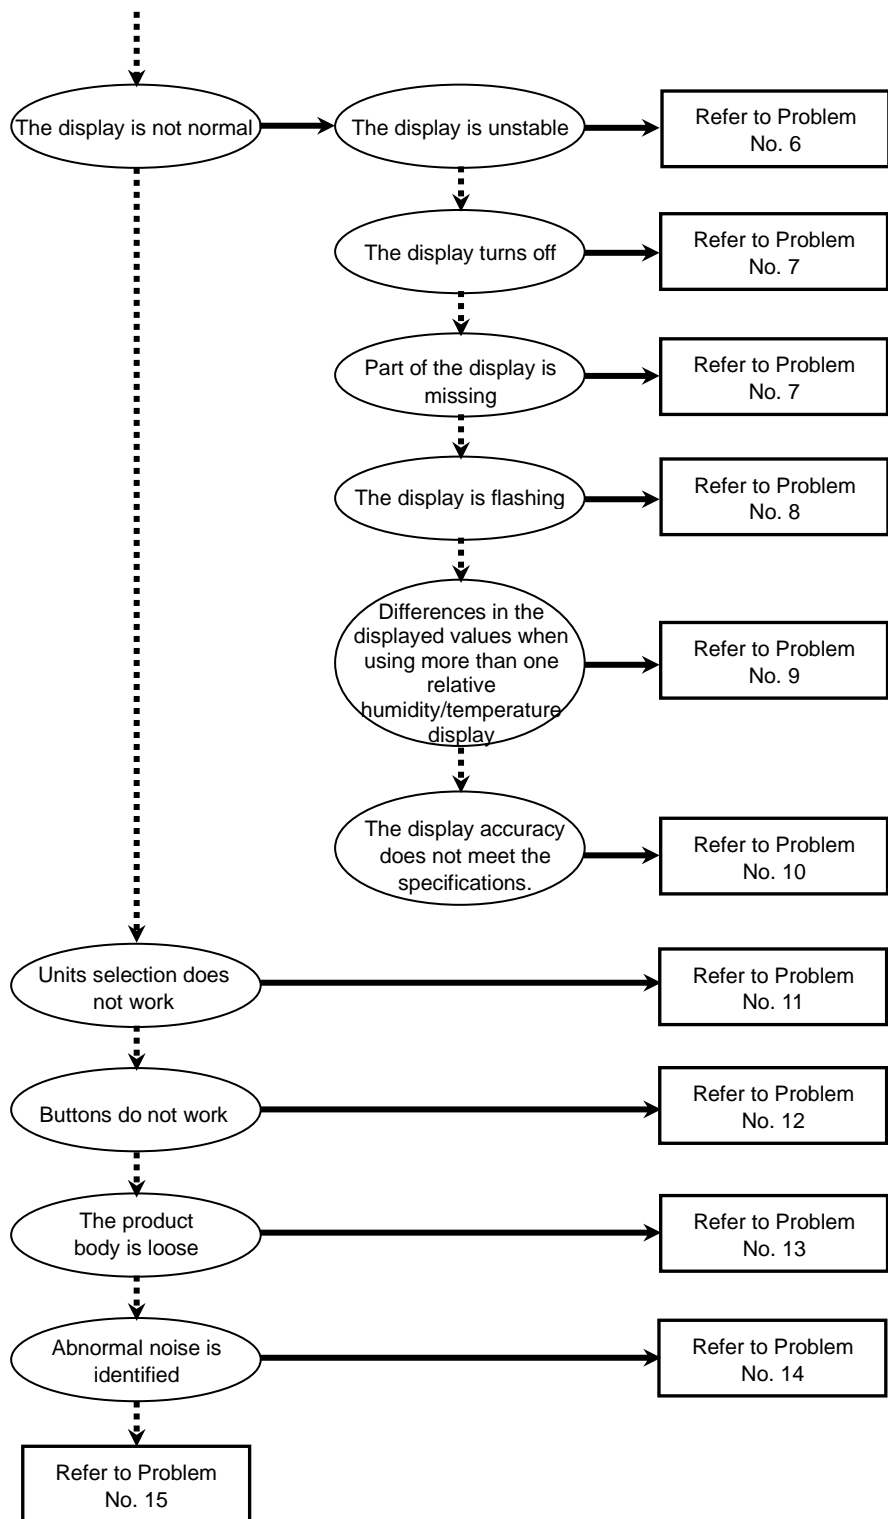 The display is not normal
The display is unstable
Refer to Problem
No. 6
The display turns off
Refer to Problem
No. 7
Part of the display is
missing
Refer to Problem
No. 7
The display is flashing
Refer to Problem
No. 8
Differences in the
displayed values when
using more than one
relative
humidity/temperature
display
Refer to Problem
No. 9
The display accuracy
does not meet the
specifications.
Refer to Problem
No. 10
Units selection does
not work
Refer to Problem
No. 11
Buttons do not work
Refer to Problem
No. 12
The product
body is loose
Refer to Problem
No. 13
Abnormal noise is
identified
Refer to Problem
No. 14
Refer to Problem
No. 15